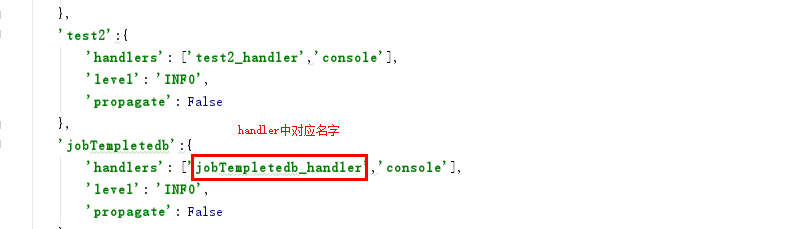 },
'test2':{
'handlers': ['test2_handler','console'],
'level': 'INFO',
'propagate': False
},
handler中对应名字
'jobTempletedb':{
'handlers': ['jobTempletedb_handler','console'],
'level': 'INFO',
'propagate': False